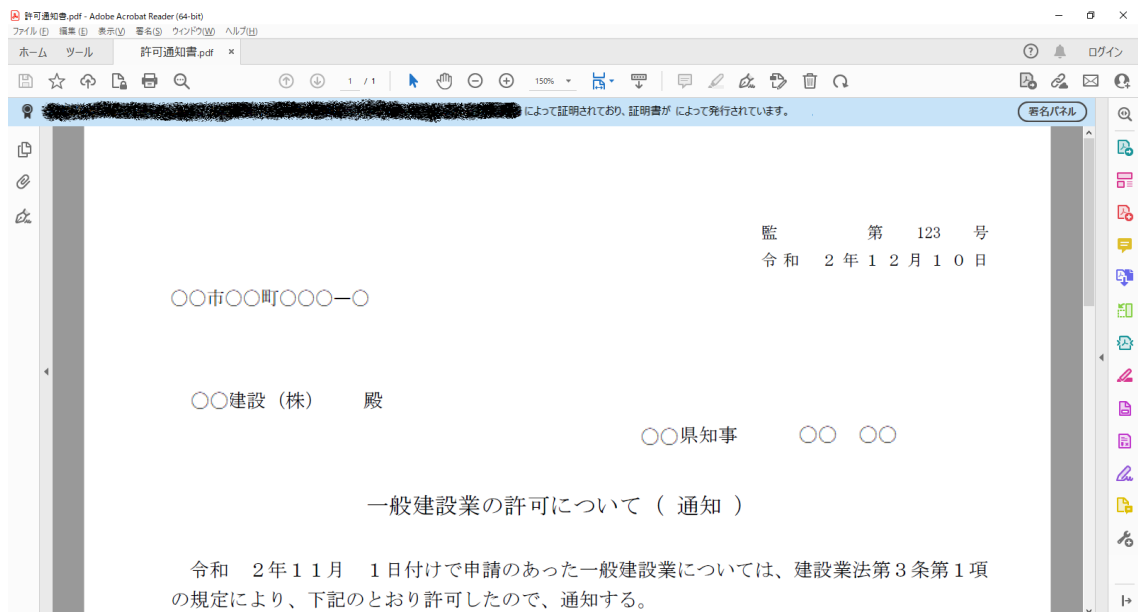 許可通知書.pdf - Adobe Acrobat Reader (64-bit)
ファイル(F) 編集(E) 表示(V) 署名(S) ウィンドウ(W) ヘルプ(H)
ホーム ツール 許可通知書.pdf × ログイン
1 / 1 150%
によって証明されており、証明書が によって発行されています。 署名パネル
監 第 123 号
令和 2年12月10日
○○市○○町○○○―○
○○建設(株) 殿
○○県知事 ○○ ○○
一般建設業の許可について( 通知 )
令和 2年11月 1日付けで申請のあった一般建設業については、建設業法第3条第1項
の規定により、下記のとおり許可したので、通知する。